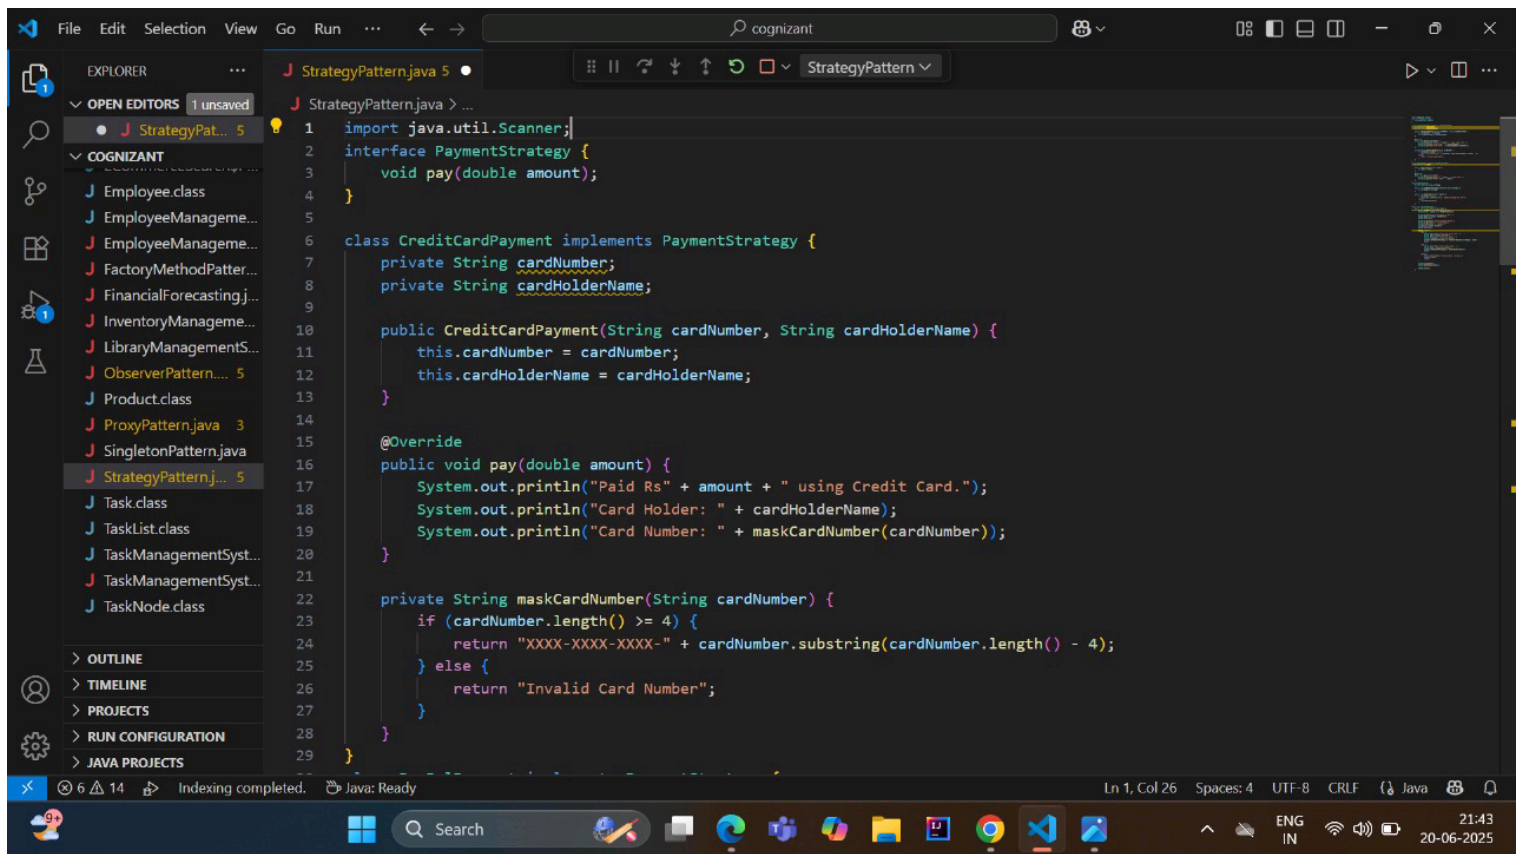 File Edit Selection View Go Run ··· cognizant
EXPLORER ···
StrategyPattern.java 5
StrategyPattern
OPEN EDITORS 1 unsaved
StrategyPat... 5
COGNIZANT
Employee.class
EmployeeManageme...
EmployeeManageme...
FactoryMethodPatter...
FinancialForecasting.j...
InventoryManageme...
LibraryManagementS...
ObserverPattern.... 5
Product.class
ProxyPattern.java 3
SingletonPattern.java
StrategyPattern.j... 5
Task.class
TaskList.class
TaskManagementSyst...
TaskManagementSyst...
TaskNode.class
OUTLINE
TIMELINE
PROJECTS
RUN CONFIGURATION
JAVA PROJECTS
StrategyPattern.java > ...
1 import java.util.Scanner;
2 interface PaymentStrategy {
3 void pay(double amount);
4 }
5
6 class CreditCardPayment implements PaymentStrategy {
7 private String cardNumber;
8 private String cardHolderName;
9
10 public CreditCardPayment(String cardNumber, String cardHolderName) {
11 this.cardNumber = cardNumber;
12 this.cardHolderName = cardHolderName;
13 }
14
15 @Override
16 public void pay(double amount) {
17 System.out.println("Paid Rs" + amount + " using Credit Card.");
18 System.out.println("Card Holder: " + cardHolderName);
19 System.out.println("Card Number: " + maskCardNumber(cardNumber));
20 }
21
22 private String maskCardNumber(String cardNumber) {
23 if (cardNumber.length() >= 4) {
24 return "XXXX-XXXX-XXXX-" + cardNumber.substring(cardNumber.length() - 4);
25 } else {
26 return "Invalid Card Number";
27 }
28 }
29 }
6 14 Indexing completed. Java: Ready Ln 1, Col 26 Spaces: 4 UTF-8 CRLF Java
9+ Search ENG IN 21:43 20-06-2025